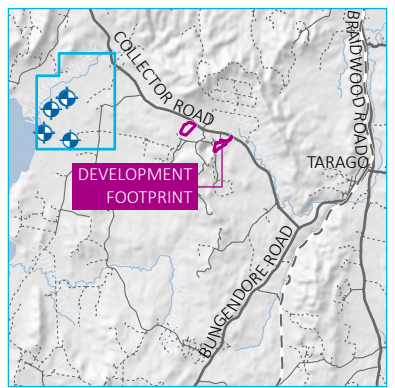 COLLECTOR ROAD
BRAIDWOOD ROAD
TARAGO
DEVELOPMENT
FOOTPRINT
BUNGENDORE ROAD